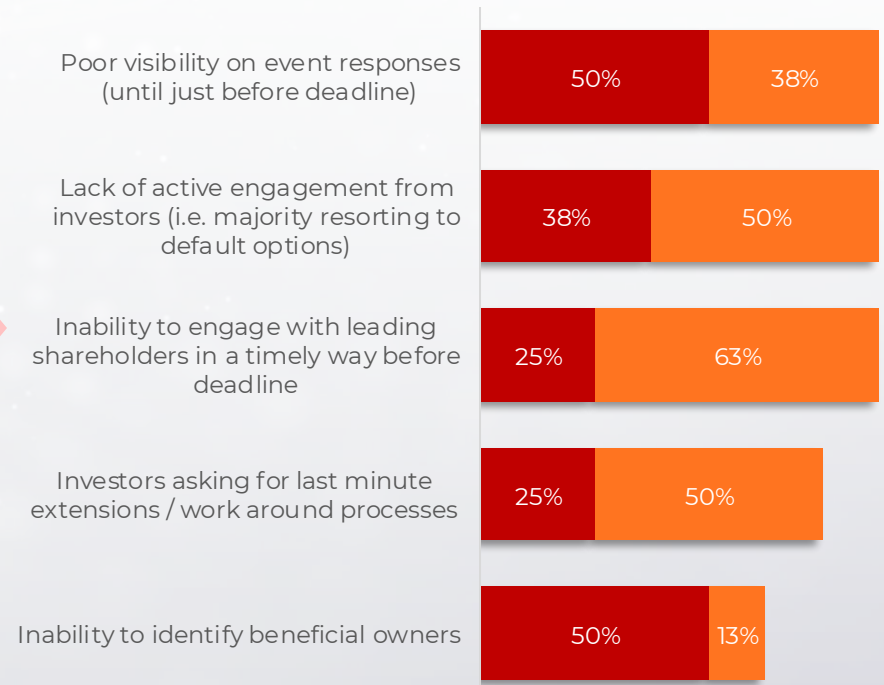 Poor visibility on event responses
(until just before deadline)
50%
38%
Lack of active engagement from
investors (i.e. majority resorting to
default options)
38%
50%
Inability to engage with leading
shareholders in a timely way before
deadline
25%
63%
Investors asking for last minute
extensions / work around processes
25%
50%
Inability to identify beneficial owners
50%
13%